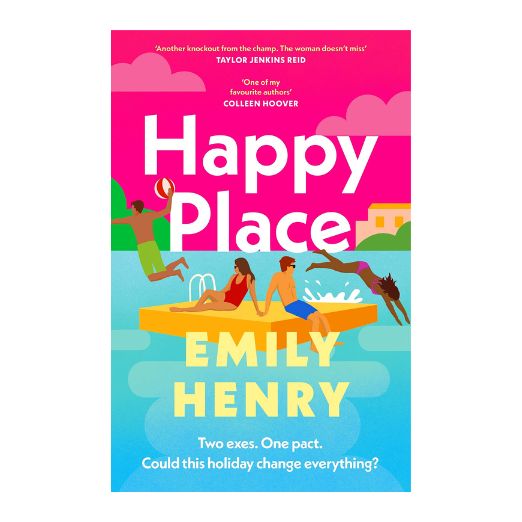 ‘Another knockout from the champ. The woman doesn’t miss’
TAYLOR JENKINS REID
‘One of my
favourite authors’
COLLEEN HOOVER
Happy
Place
EMILY
HENRY
Two exes. One pact.
Could this holiday change everything?